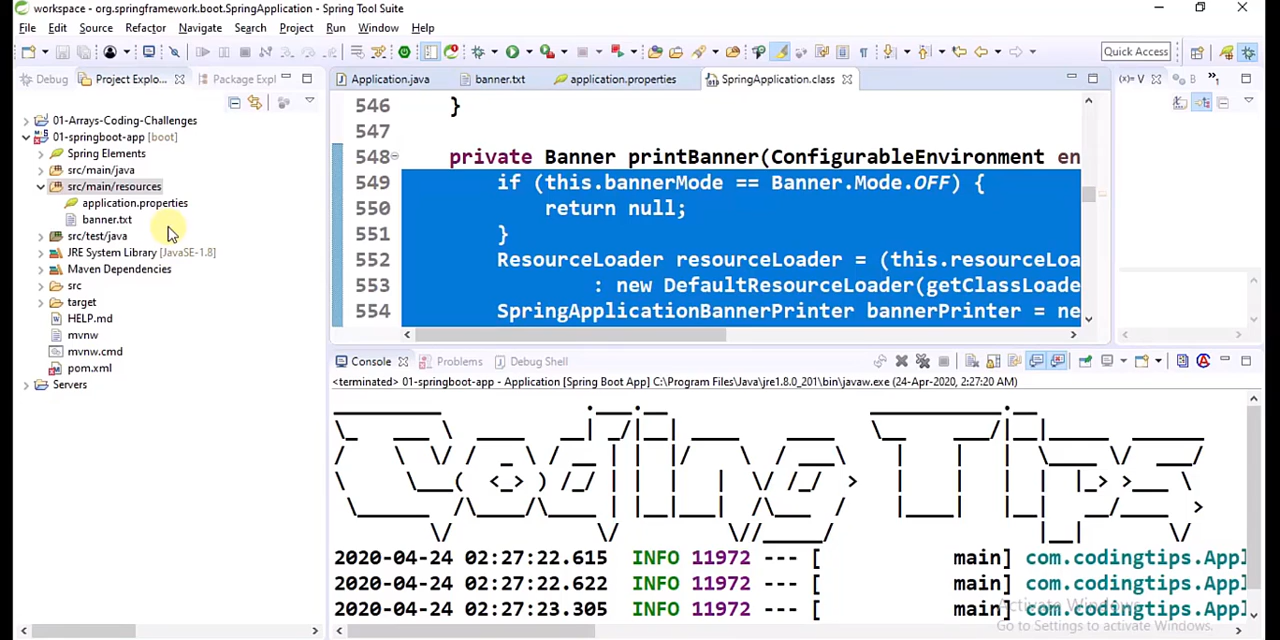 workspace - org.springframework.boot.SpringApplication - Spring Tool Suite
File Edit Source Refactor Navigate Search Project Run Window Help
Quick Access
Debug Project Explo... Package Expl
Application.java banner.txt application.properties SpringApplication.class (x)= V B »₁
01-Arrays-Coding-Challenges
01-springboot-app [boot]
Spring Elements
src/main/java
src/main/resources
application.properties
banner.txt
src/test/java
JRE System Library [JavaSE-1.8]
Maven Dependencies
src
target
HELP.md
mvnw
mvnw.cmd
pom.xml
Servers
546 }
547
548 private Banner printBanner(ConfigurableEnvironment en
549 if (this.bannerMode == Banner.Mode.OFF) {
550 return null;
551 }
552 ResourceLoader resourceLoader = (this.resourceLoa
553 : new DefaultResourceLoader(getClassLoade
554 SpringApplicationBannerPrinter bannerPrinter = ne
Console Problems Debug Shell
<terminated> 01-springboot-app - Application [Spring Boot App] C:\Program Files\Java\jre1.8.0_201\bin\javaw.exe (24-Apr-2020, 2:27:20 AM)
Coding Tips
2020-04-24 02:27:22.615 INFO 11972 --- [ main] com.codingtips.Appl
2020-04-24 02:27:22.622 INFO 11972 --- [ main] com.codingtips.Appl
2020-04-24 02:27:23.305 INFO 11972 --- [ main] com.codingtips.Appl
Activate Windows
Go to Settings to activate Windows.